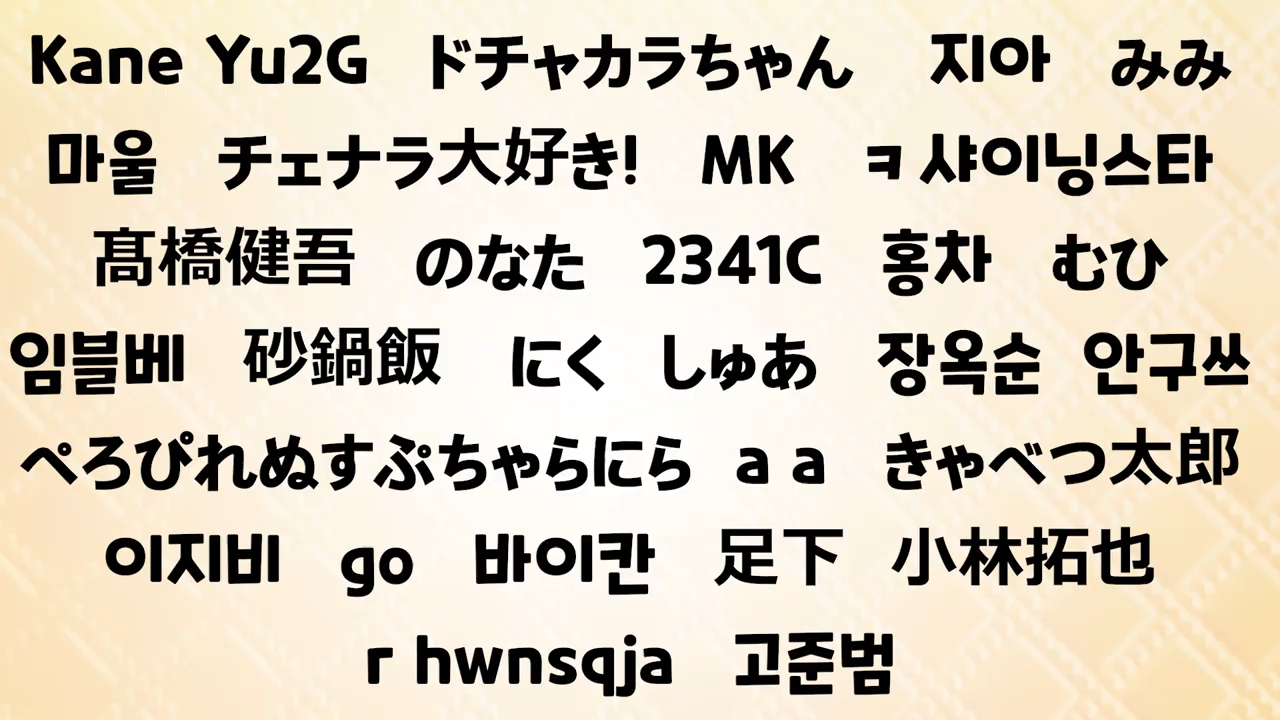 Kane Yu2G ドチャカラちゃん 지아 みみ
마울 チェナラ大好き! MK ㅋ 샤이닝스타
髙橋健吾 のなた 2341C 홍차 むひ
임블베 砂鍋飯 にく しゅあ 장옥순 안구쓰
ぺろぴれぬすぷちゃらにら a a きゃべつ太郎
이지비 go 바이칸 足下 小林拓也
r hwnsqja 고준범